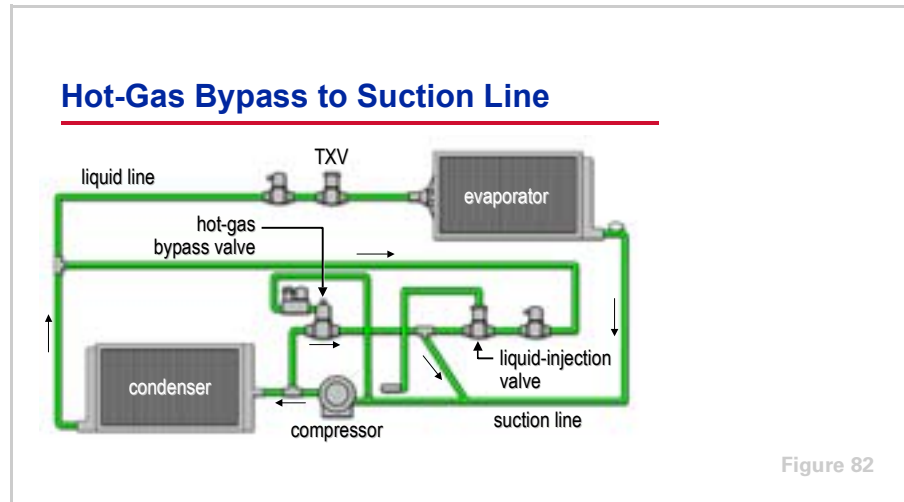 Hot-Gas Bypass to Suction Line
TXV
liquid line
evaporator
hot-gas
bypass valve
liquid-injection
valve
condenser
compressor
suction line
Figure 82